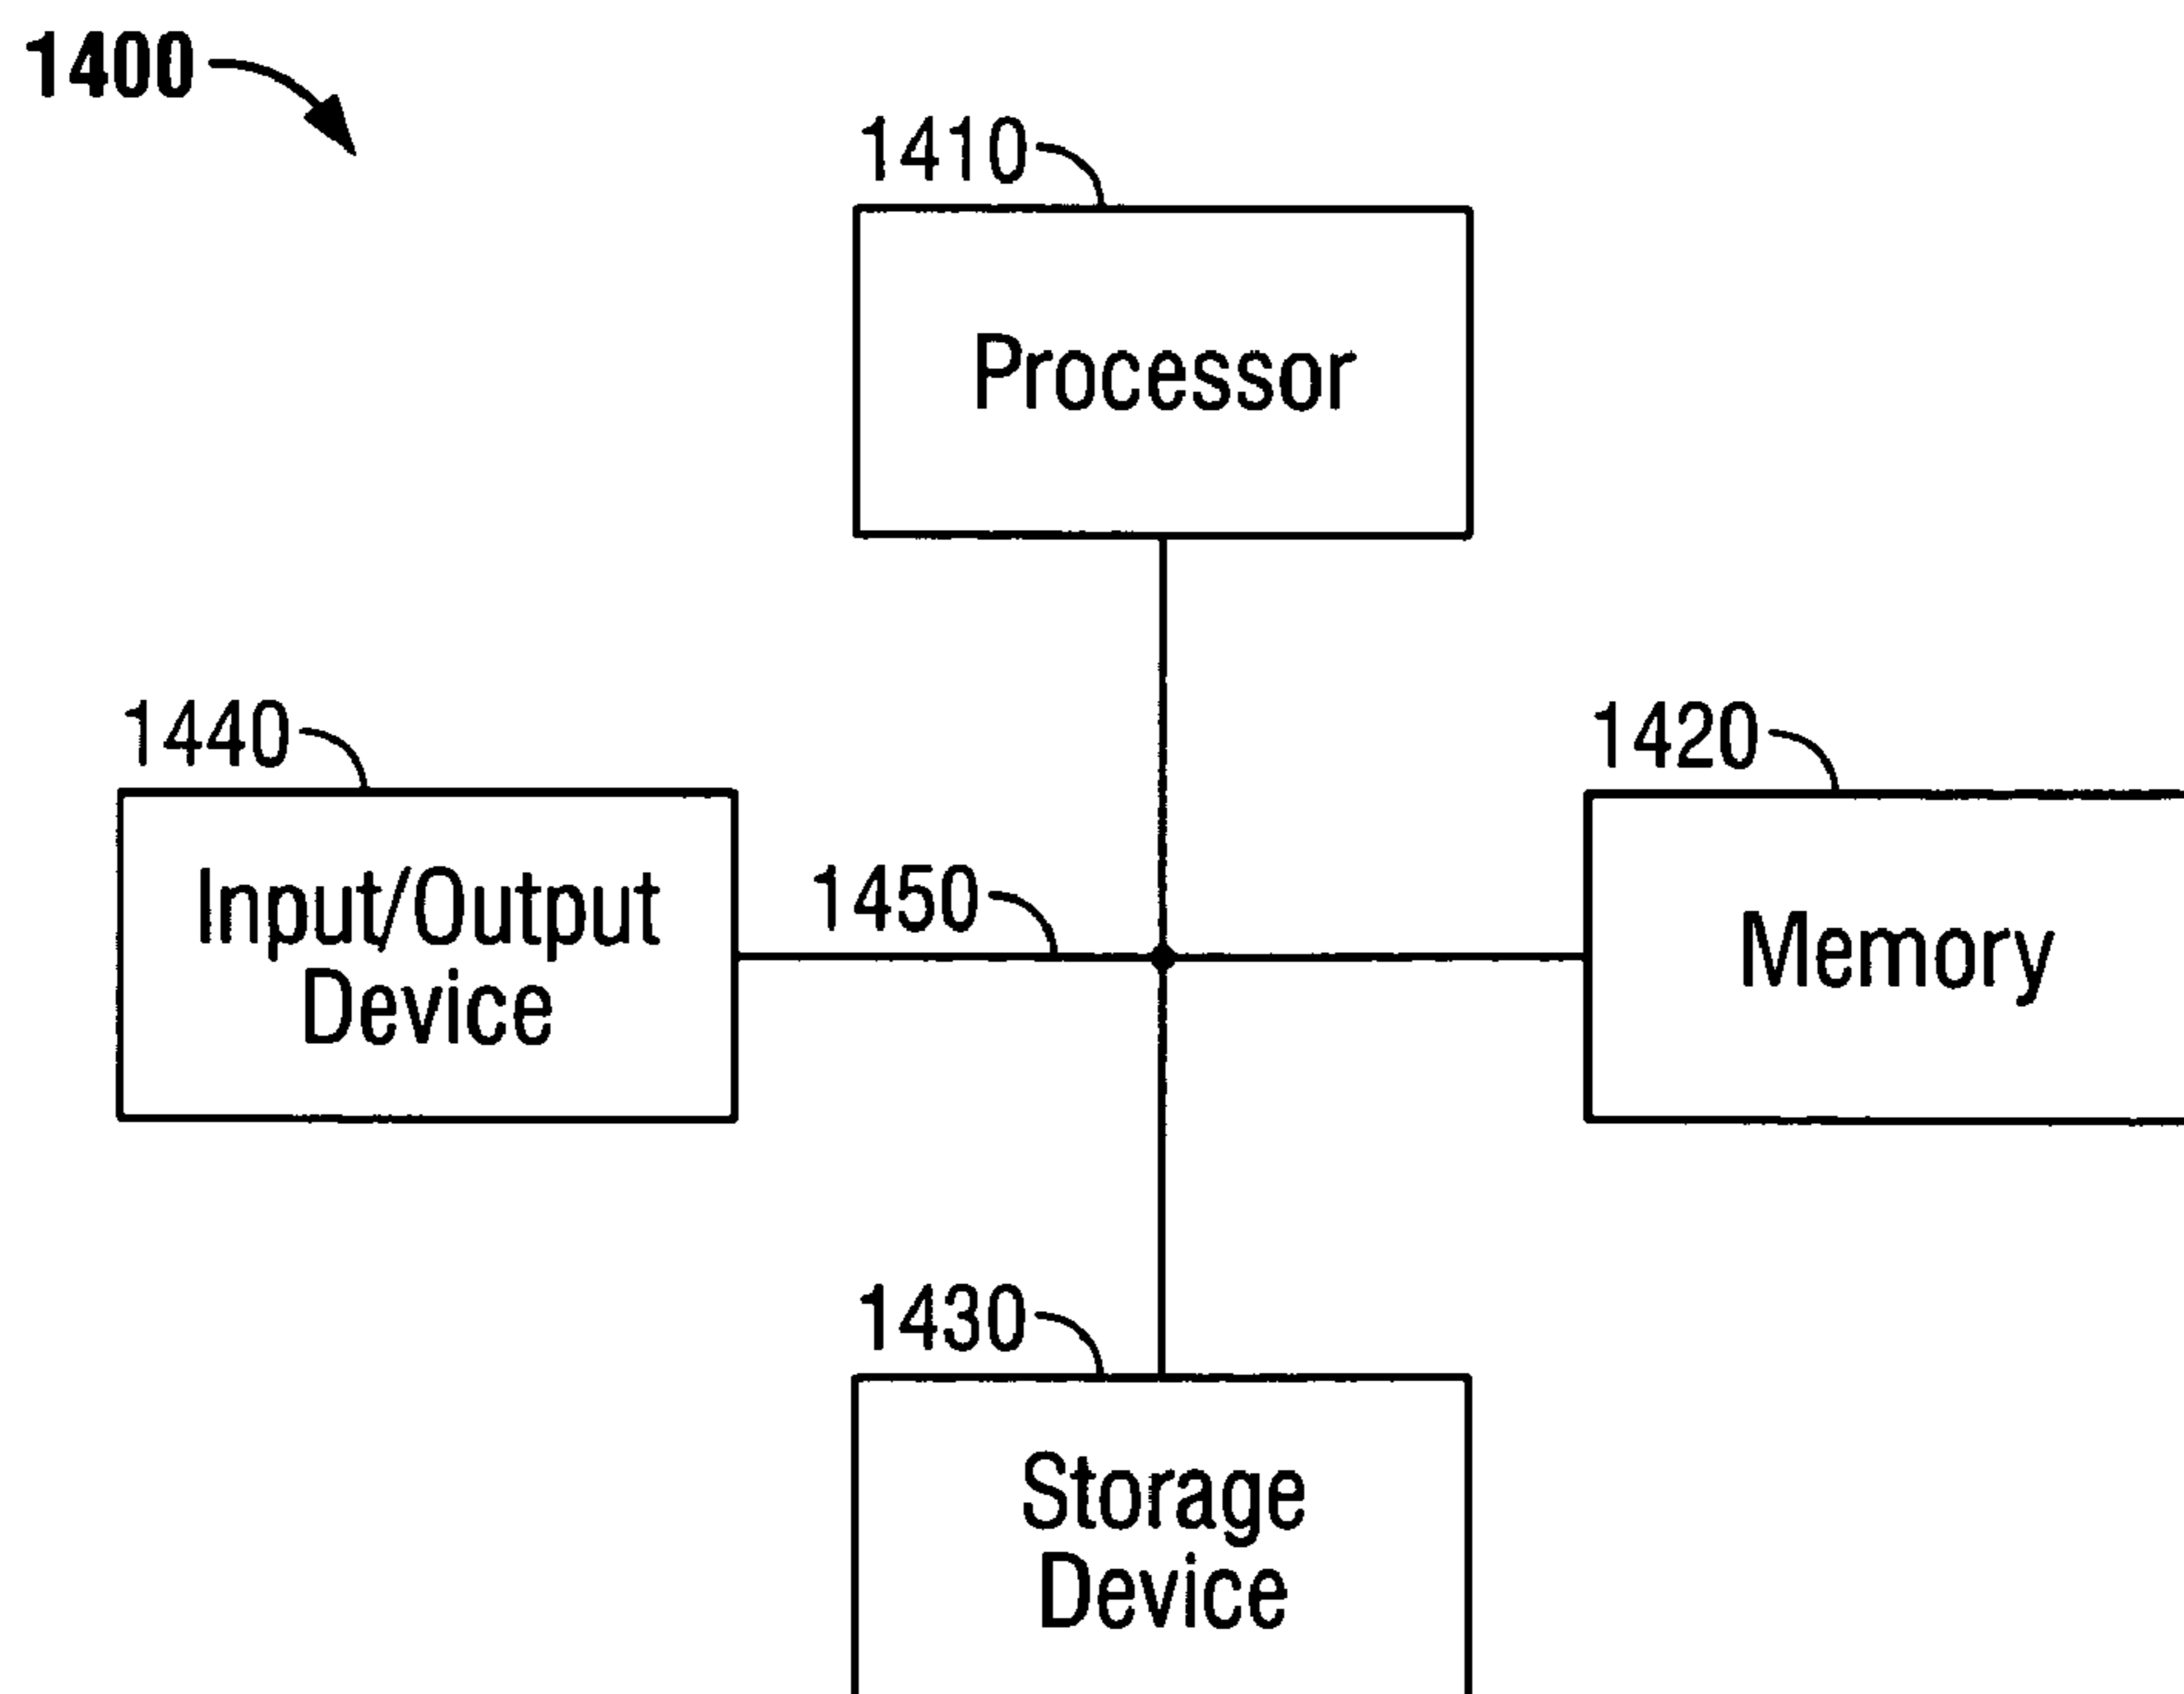 1400
1410
Processor
1440
1420
Input/Output
Device
1450
Memory
1430
Storage
Device